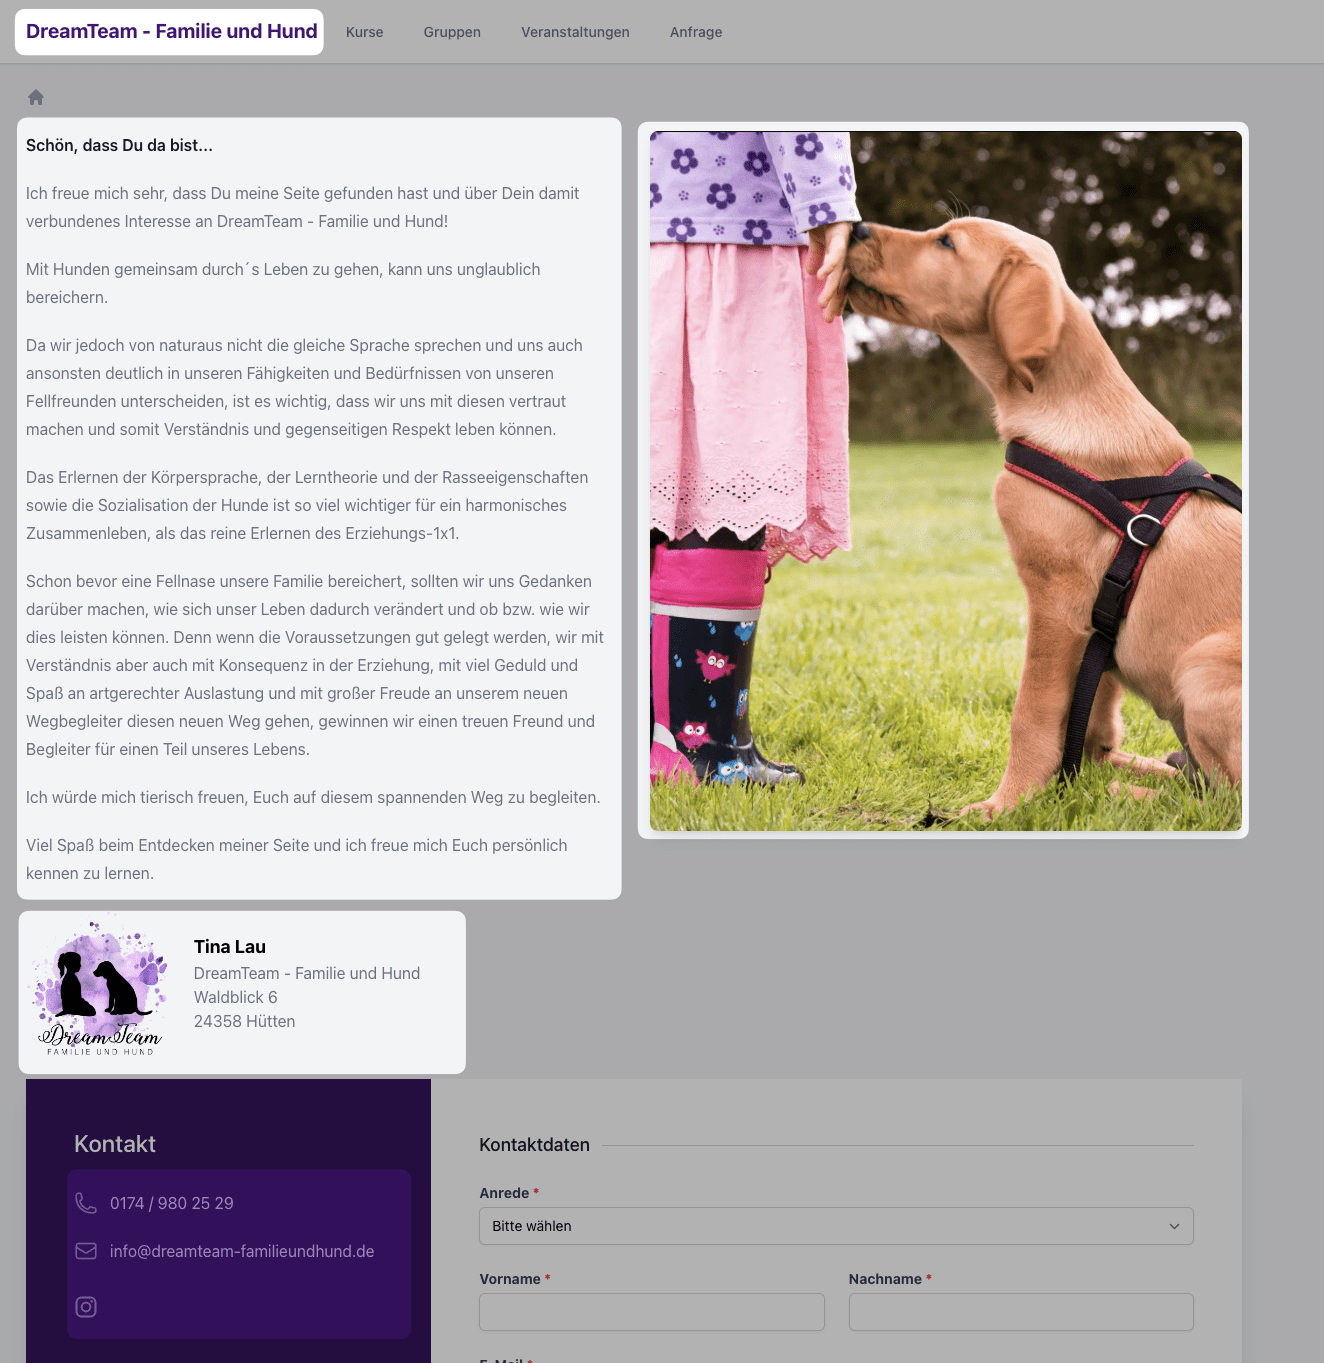 DreamTeam - Familie und Hund
Kurse
Gruppen
Veranstaltungen
Anfrage
Schön, dass Du da bist...
Ich freue mich sehr, dass Du meine Seite gefunden hast und über Dein damit
verbundenes Interesse an DreamTeam - Familie und Hund!
Mit Hunden gemeinsam durch´s Leben zu gehen, kann uns unglaublich
bereichern.
Da wir jedoch von naturaus nicht die gleiche Sprache sprechen und uns auch
ansonsten deutlich in unseren Fähigkeiten und Bedürfnissen von unseren
Fellfreunden unterscheiden, ist es wichtig, dass wir uns mit diesen vertraut
machen und somit Verständnis und gegenseitigen Respekt leben können.
Das Erlernen der Körpersprache, der Lerntheorie und der Rasseeigenschaften
sowie die Sozialisation der Hunde ist so viel wichtiger für ein harmonisches
Zusammenleben, als das reine Erlernen des Erziehungs-1x1.
Schon bevor eine Fellnase unsere Familie bereichert, sollten wir uns Gedanken
darüber machen, wie sich unser Leben dadurch verändert und ob bzw. wie wir
dies leisten können. Denn wenn die Voraussetzungen gut gelegt werden, wir mit
Verständnis aber auch mit Konsequenz in der Erziehung, mit viel Geduld und
Spaß an artgerechter Auslastung und mit großer Freude an unserem neuen
Wegbegleiter diesen neuen Weg gehen, gewinnen wir einen treuen Freund und
Begleiter für einen Teil unseres Lebens.
Ich würde mich tierisch freuen, Euch auf diesem spannenden Weg zu begleiten.
Viel Spaß beim Entdecken meiner Seite und ich freue mich Euch persönlich
kennen zu lernen.
DreamTeam
FAMILIE UND HUND
Tina Lau
DreamTeam - Familie und Hund
Waldblick 6
24358 Hütten
Kontakt
0174 / 980 25 29
info@dreamteam-familieundhund.de
Kontaktdaten
Anrede *
Bitte wählen
Vorname *
Nachname *
E-Mail *